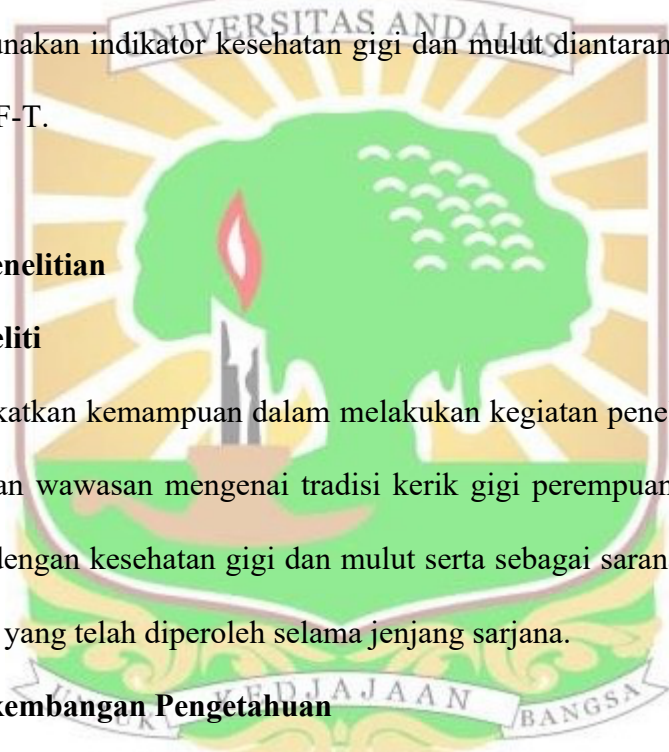 UNIVERSITAS ANDALAS
unakan indikator kesehatan gigi dan mulut diantaran
F-T.
enelitian
eliti
katkan kemampuan dalam melakukan kegiatan pene
an wawasan mengenai tradisi kerik gigi perempuan
dengan kesehatan gigi dan mulut serta sebagai saran
yang telah diperoleh selama jenjang sarjana.
UNTUK KEDJAJAAN BANGSA
kembangan Pengetahuan